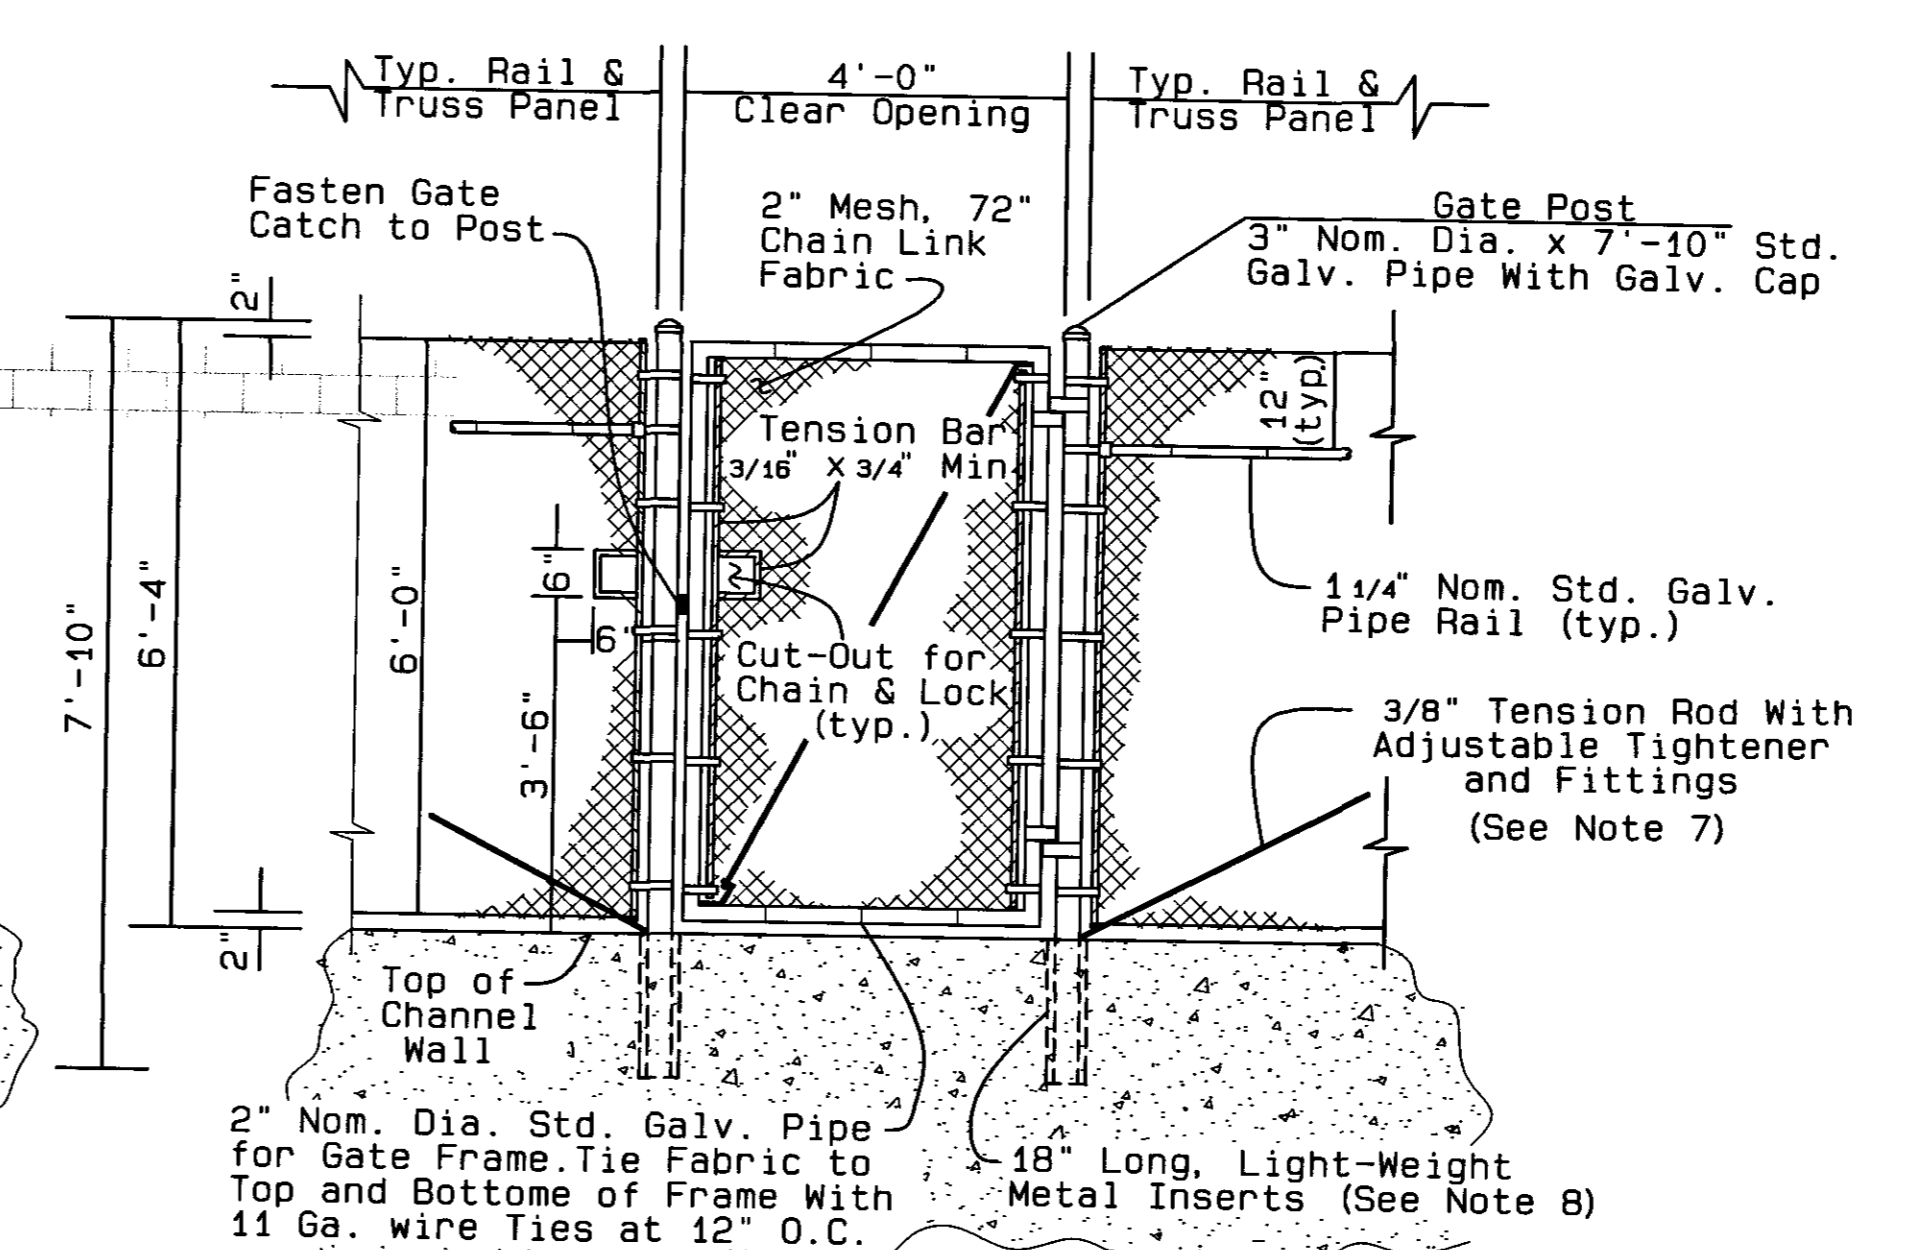 Typ. Rail &
Truss Panel
4'-0"
Clear Opening
Typ. Rail &
Truss Panel
Fasten Gate
Catch to Post
2" Mesh, 72"
Chain Link
Fabric
Gate Post
3" Nom. Dia. x 7'-10" Std.
Galv. Pipe With Galv. Cap
2"
12"
(typ.)
Tension Bar
3/16" X 3/4" Min.
6"
6"
7'-10"
6'-4"
6'-0"
3'-6"
1 1/4" Nom. Std. Galv.
Pipe Rail (typ.)
Cut-Out for
Chain & Lock
(typ.)
3/8" Tension Rod With
Adjustable Tightener
and Fittings
(See Note 7)
2"
Top of
Channel
Wall
2" Nom. Dia. Std. Galv. Pipe
for Gate Frame.Tie Fabric to
Top and Bottome of Frame With
11 Ga. wire Ties at 12" O.C.
18" Long, Light-Weight
Metal Inserts (See Note 8)